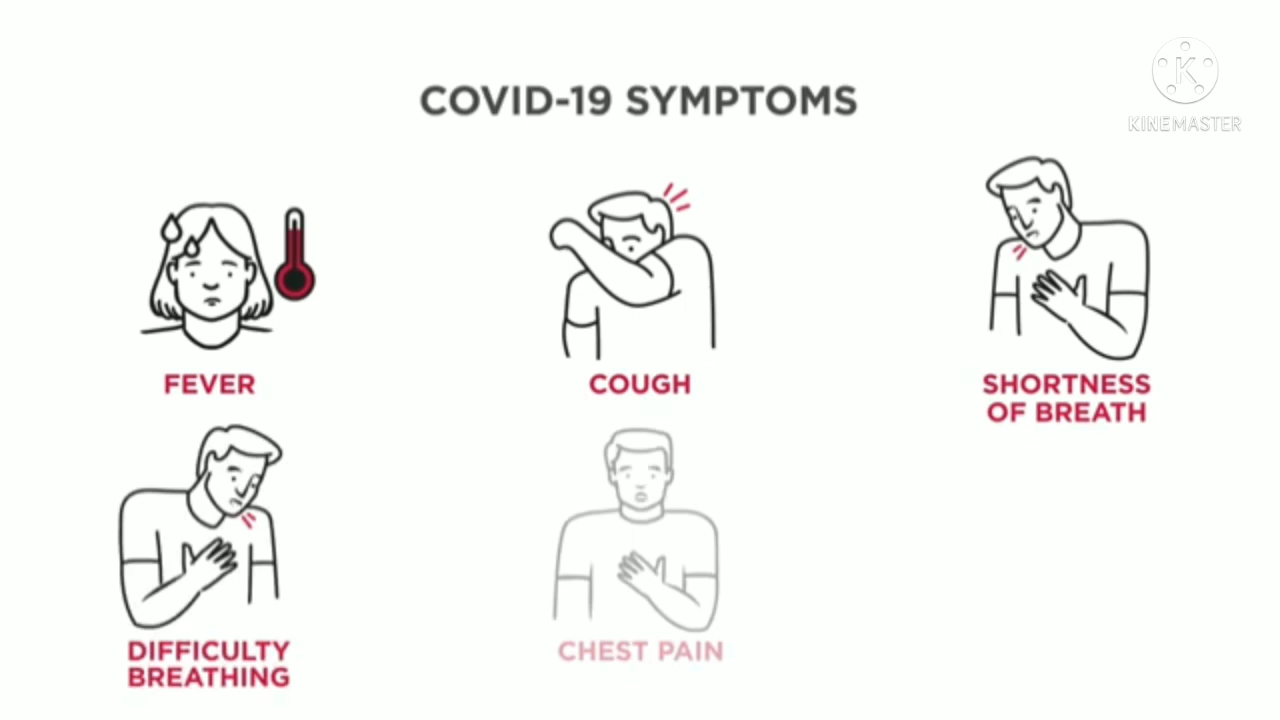 COVID-19 SYMPTOMS
K
KINEMASTER
FEVER
COUGH
SHORTNESS
OF BREATH
DIFFICULTY
BREATHING
CHEST PAIN